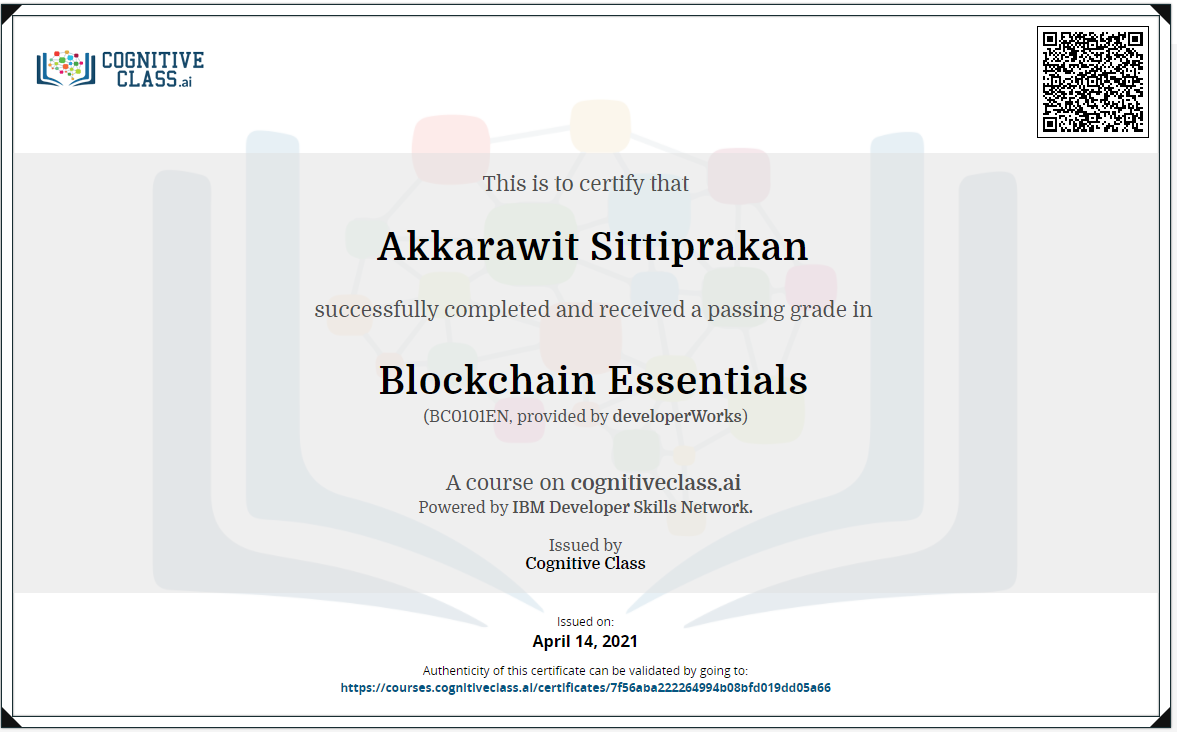 COGNITIVE
CLASS.ai
This is to certify that
Akkarawit Sittiprakan
successfully completed and received a passing grade in
Blockchain Essentials
(BC0101EN, provided by developerWorks)
A course on cognitiveclass.ai
Powered by IBM Developer Skills Network.
Issued by
Cognitive Class
Issued on:
April 14, 2021
Authenticity of this certificate can be validated by going to:
https://courses.cognitiveclass.ai/certificates/7f56aba222264994b08bfd019dd05a66